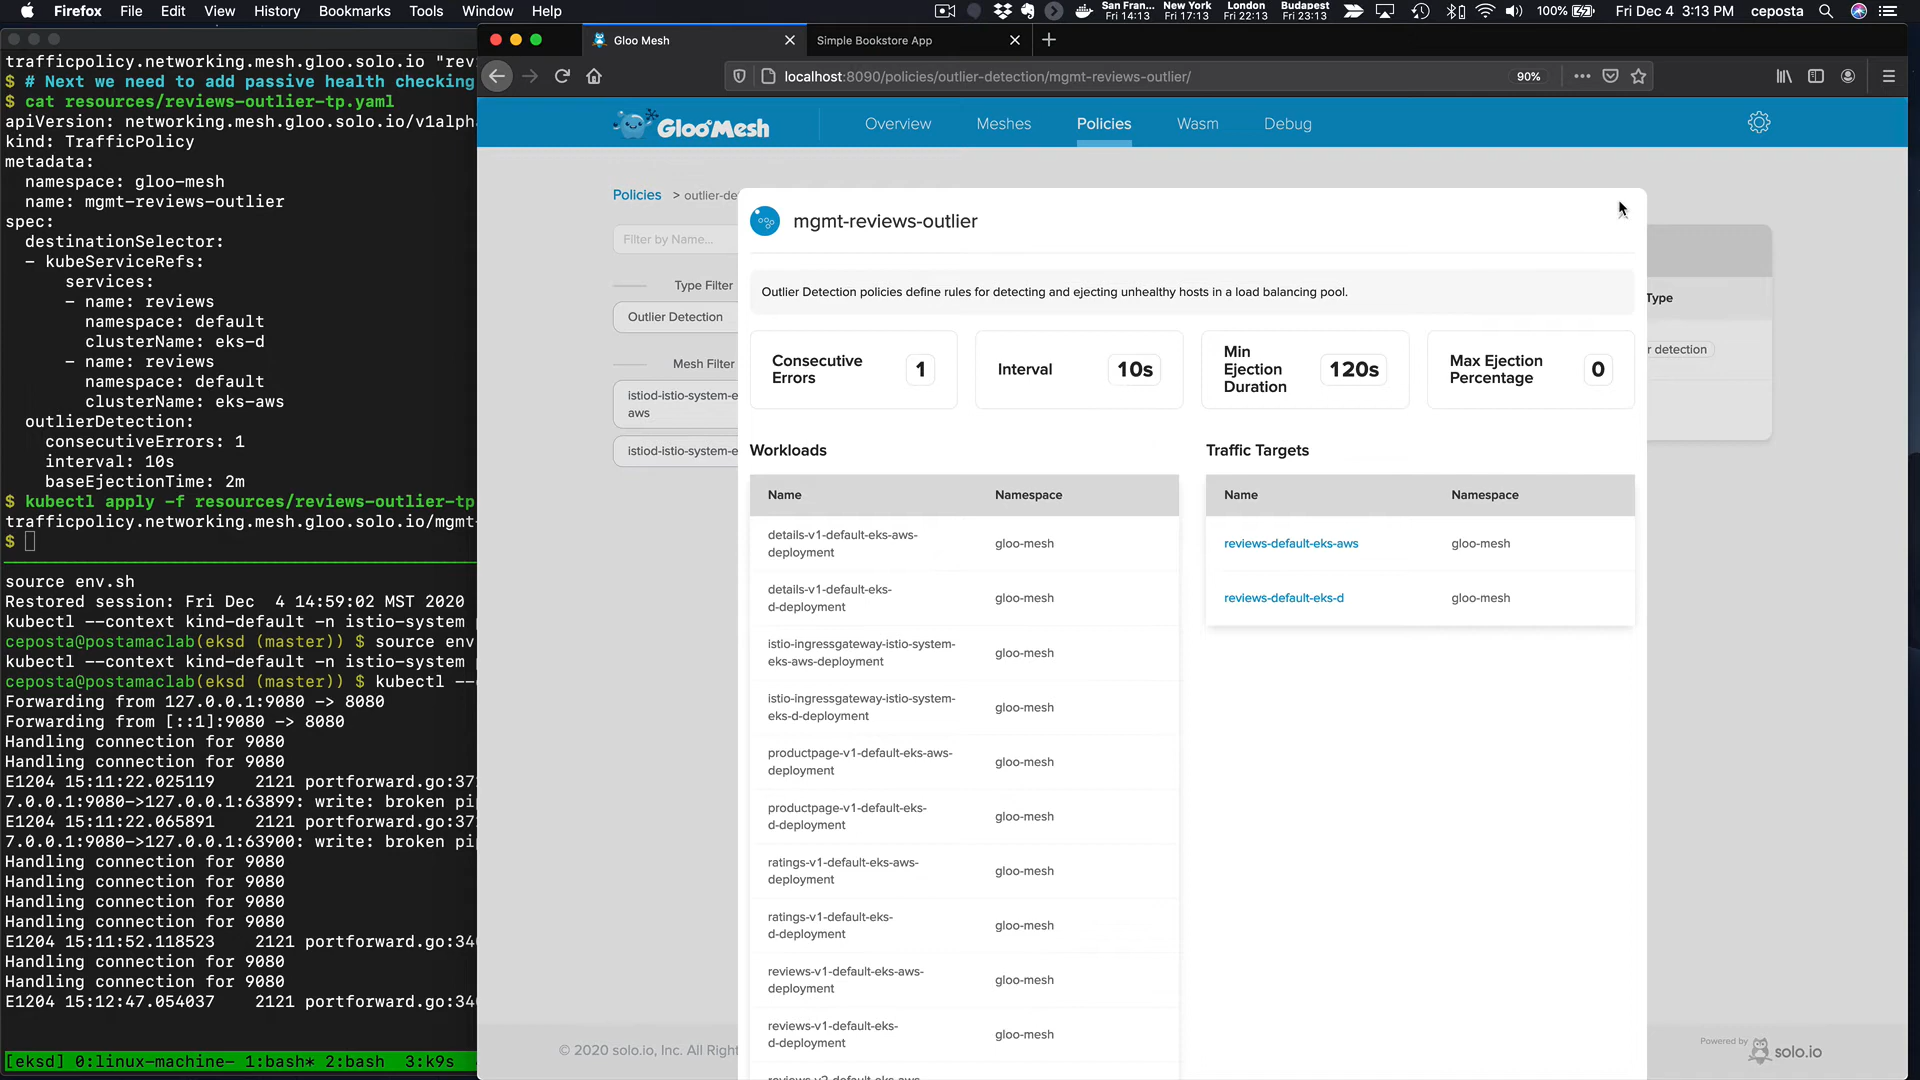 Firefox File Edit View History Bookmarks Tools Window Help
San Fran... New York London Budapest
Fri 14:13 Fri 17:13 Fri 22:13 Fri 23:13
100% Fri Dec 4 3:13 PM ceposta
trafficpolicy.networking.mesh.gloo.solo.io "rev
$ # Next we need to add passive health checking
$ cat resources/reviews-outlier-tp.yaml
apiVersion: networking.mesh.gloo.solo.io/v1alph
kind: TrafficPolicy
metadata:
namespace: gloo-mesh
name: mgmt-reviews-outlier
spec:
destinationSelector:
- kubeServiceRefs:
services:
- name: reviews
namespace: default
clusterName: eks-d
- name: reviews
namespace: default
clusterName: eks-aws
outlierDetection:
consecutiveErrors: 1
interval: 10s
baseEjectionTime: 2m
$ kubectl apply -f resources/reviews-outlier-tp
trafficpolicy.networking.mesh.gloo.solo.io/mgmt-
$
source env.sh
Restored session: Fri Dec  4 14:59:02 MST 2020
kubectl --context kind-default -n istio-system
ceposta@postamaclab(eksd (master)) $ source env
kubectl --context kind-default -n istio-system
ceposta@postamaclab(eksd (master)) $ kubectl --
Forwarding from 127.0.0.1:9080 -> 8080
Forwarding from [::1]:9080 -> 8080
Handling connection for 9080
Handling connection for 9080
E1204 15:11:22.025119    2121 portforward.go:37
7.0.0.1:9080->127.0.0.1:63899: write: broken pi
E1204 15:11:22.065891    2121 portforward.go:37
7.0.0.1:9080->127.0.0.1:63900: write: broken pi
Handling connection for 9080
Handling connection for 9080
Handling connection for 9080
Handling connection for 9080
E1204 15:11:52.118523    2121 portforward.go:34
Handling connection for 9080
Handling connection for 9080
E1204 15:12:47.054037    2121 portforward.go:34
[eksd] 0:linux-machine- 1:bash* 2:bash  3:k9s
Gloo Mesh
Simple Bookstore App
localhost:8090/policies/outlier-detection/mgmt-reviews-outlier/
90%
Gloo Mesh
Overview Meshes Policies Wasm Debug
Policies > outlier-de
Filter by Name...
Type Filter
Outlier Detection
Mesh Filter
istiod-istio-system-e
aws
istiod-istio-system-e
Type
r detection
mgmt-reviews-outlier
Outlier Detection policies define rules for detecting and ejecting unhealthy hosts in a load balancing pool.
Consecutive
Errors
1
Interval
10s
Min
Ejection
Duration
120s
Max Ejection
Percentage
0
Workloads
Name Namespace
details-v1-default-eks-aws-
deployment
gloo-mesh
details-v1-default-eks-
d-deployment
gloo-mesh
istio-ingressgateway-istio-system-
eks-aws-deployment
gloo-mesh
istio-ingressgateway-istio-system-
eks-d-deployment
gloo-mesh
productpage-v1-default-eks-aws-
deployment
gloo-mesh
productpage-v1-default-eks-
d-deployment
gloo-mesh
ratings-v1-default-eks-aws-
deployment
gloo-mesh
ratings-v1-default-eks-
d-deployment
gloo-mesh
reviews-v1-default-eks-aws-
deployment
gloo-mesh
reviews-v1-default-eks-
d-deployment
gloo-mesh
Traffic Targets
Name Namespace
reviews-default-eks-aws gloo-mesh
reviews-default-eks-d gloo-mesh
© 2020 solo.io, Inc. All Right
Powered by
solo.io